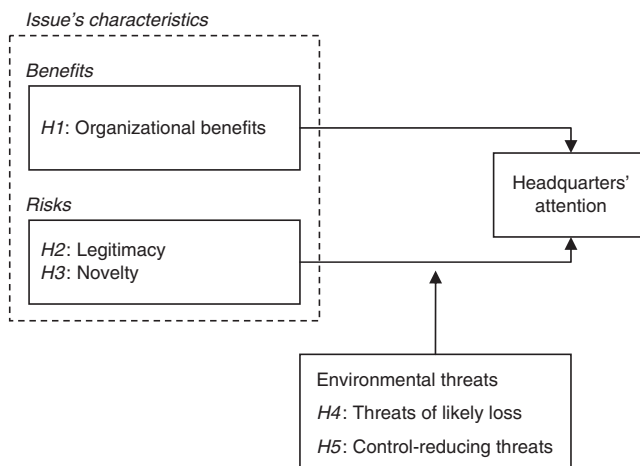 Issue's characteristics
Benefits
H1: Organizational benefits
Headquarters'
attention
Risks
H2: Legitimacy
H3: Novelty
Environmental threats
H4: Threats of likely loss
H5: Control-reducing threats